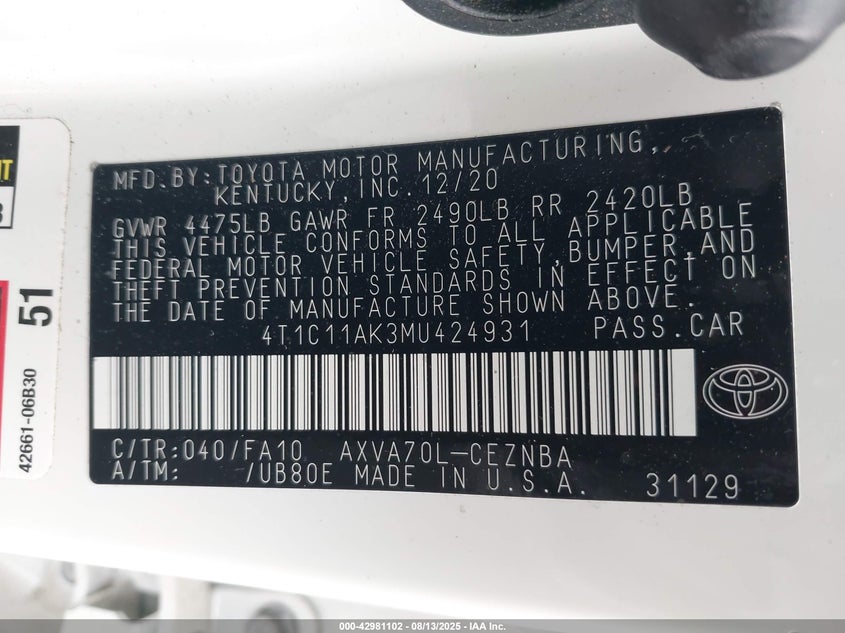 MFD.BY:TOYOTA MOTOR MANUFACTURING,
KENTUCKY,INC.12/20
GVWR 4475LB GAWR FR 2490LB RR 2420LB
THIS VEHICLE CONFORMS TO ALL APPLICABLE
FEDERAL MOTOR VEHICLE SAFETY,BUMPER,AND
THEFT PREVENTION STANDARDS IN EFFECT ON
THE DATE OF MANUFACTURE SHOWN ABOVE.
4T1C11AK3MU424931 PASS.CAR
C/TR:040/FA10 AXVA70L-CEZNBA
A/TM: /UB80E MADE IN U.S.A. 31129
51
42661-06B30
000-42981102 - 08/13/2025 - IAA Inc.